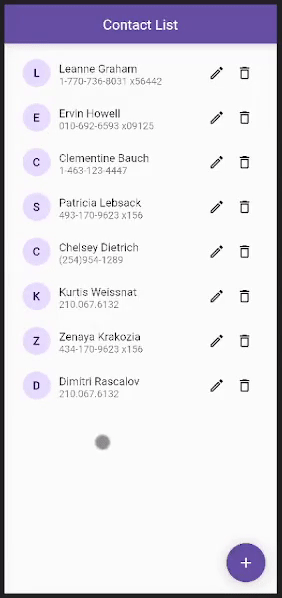 Contact List
L
Leanne Graham
1-770-736-8031 x56442
E
Ervin Howell
010-692-6593 x09125
C
Clementine Bauch
1-463-123-4447
S
Patricia Lebsack
493-170-9623 x156
C
Chelsey Dietrich
(254)954-1289
K
Kurtis Weissnat
210.067.6132
Z
Zenaya Krakozia
434-170-9623 x156
D
Dimitri Rascalov
210.067.6132
+